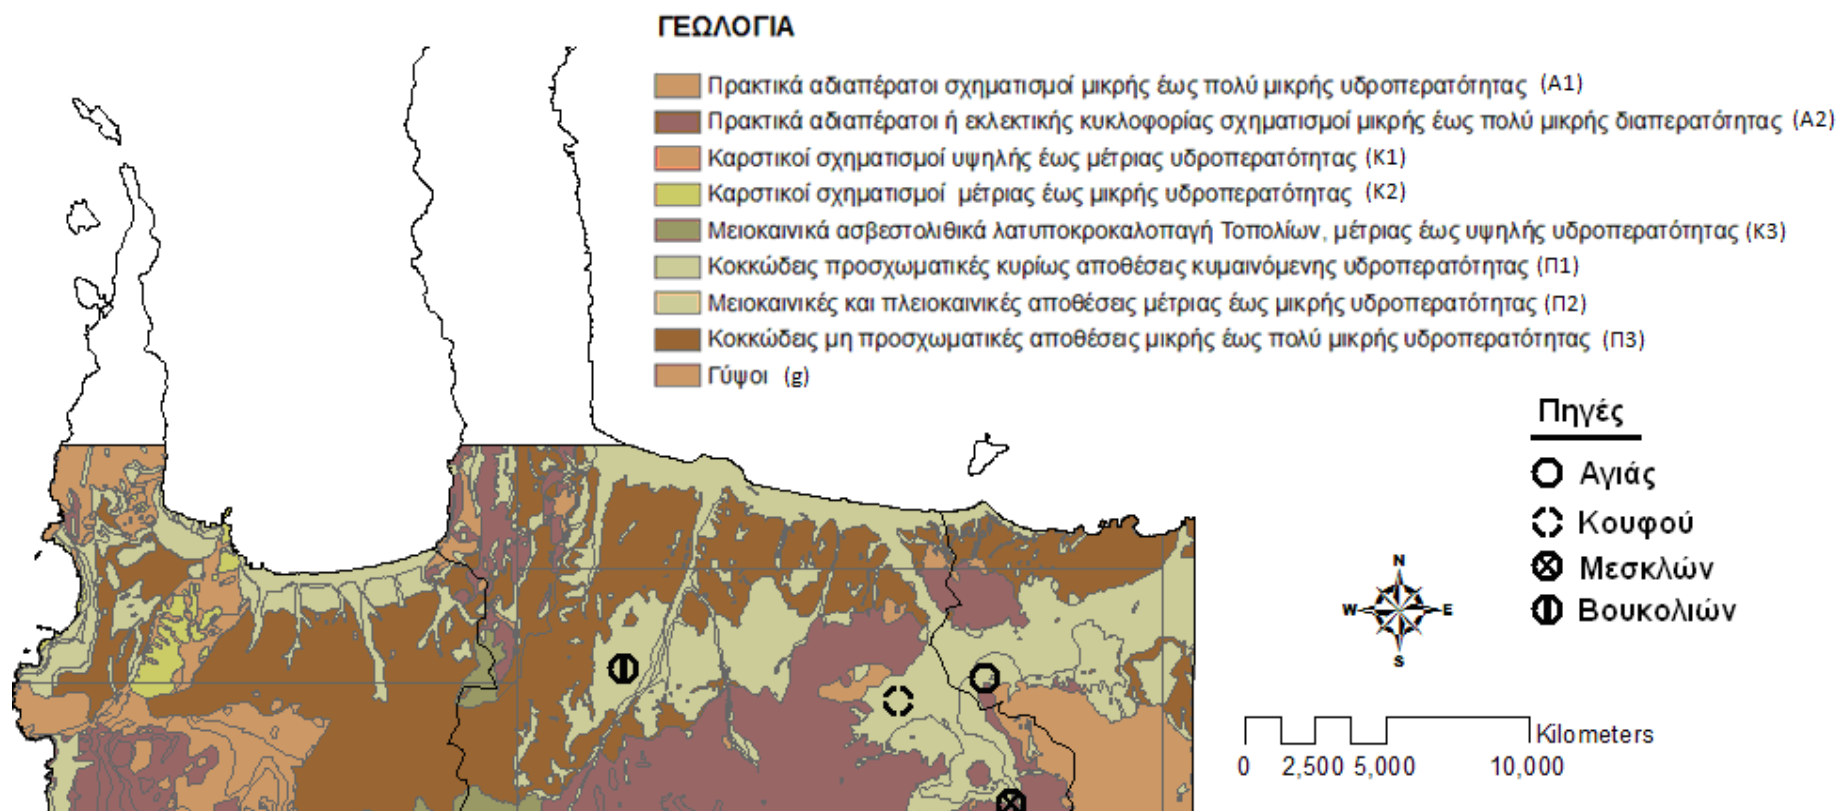 ΓΕΩΛΟΓΙΑ
Πρακτικά αδιαπέρατοι σχηματισμοί μικρής έως πολύ μικρής υδροπερατότητας (Α1)
Πρακτικά αδιαπέρατοι ή εκλεκτικής κυκλοφορίας σχηματισμοί μικρής έως πολύ μικρής διαπερατότητας (Α2)
Καρστικοί σχηματισμοί υψηλής έως μέτριας υδροπερατότητας (Κ1)
Καρστικοί σχηματισμοί μέτριας έως μικρής υδροπερατότητας (Κ2)
Μειοκαινικά ασβεστολιθικά λατυποκροκαλοπαγή Τοπολίων, μέτριας έως υψηλής υδροπερατότητας (Κ3)
Κοκκώδεις προσχωματικές κυρίως αποθέσεις κυμαινόμενης υδροπερατότητας (Π1)
Μειοκαινικές και πλειοκαινικές αποθέσεις μέτριας έως μικρής υδροπερατότητας (Π2)
Κοκκώδεις μη προσχωματικές αποθέσεις μικρής έως πολύ μικρής υδροπερατότητας (Π3)
Γύψοι (g)
Πηγές
Αγιάς
Κουφού
Μεσκλών
Βουκολιών
N
W E
S
Kilometers
0 2,500 5,000 10,000